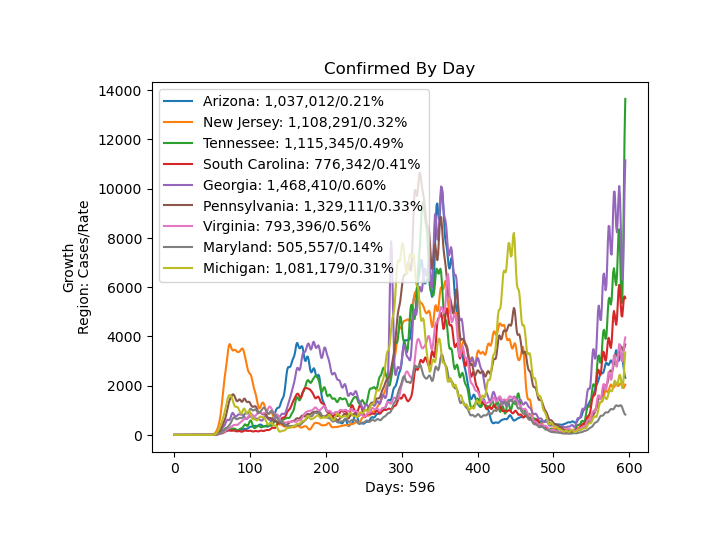 Confirmed By Day
14000
12000
10000
8000
6000
4000
2000
0
Growth
Region: Cases/Rate
Arizona: 1,037,012/0.21%
New Jersey: 1,108,291/0.32%
Tennessee: 1,115,345/0.49%
South Carolina: 776,342/0.41%
Georgia: 1,468,410/0.60%
Pennsylvania: 1,329,111/0.33%
Virginia: 793,396/0.56%
Maryland: 505,557/0.14%
Michigan: 1,081,179/0.31%
0 100 200 300 400 500 600
Days: 596